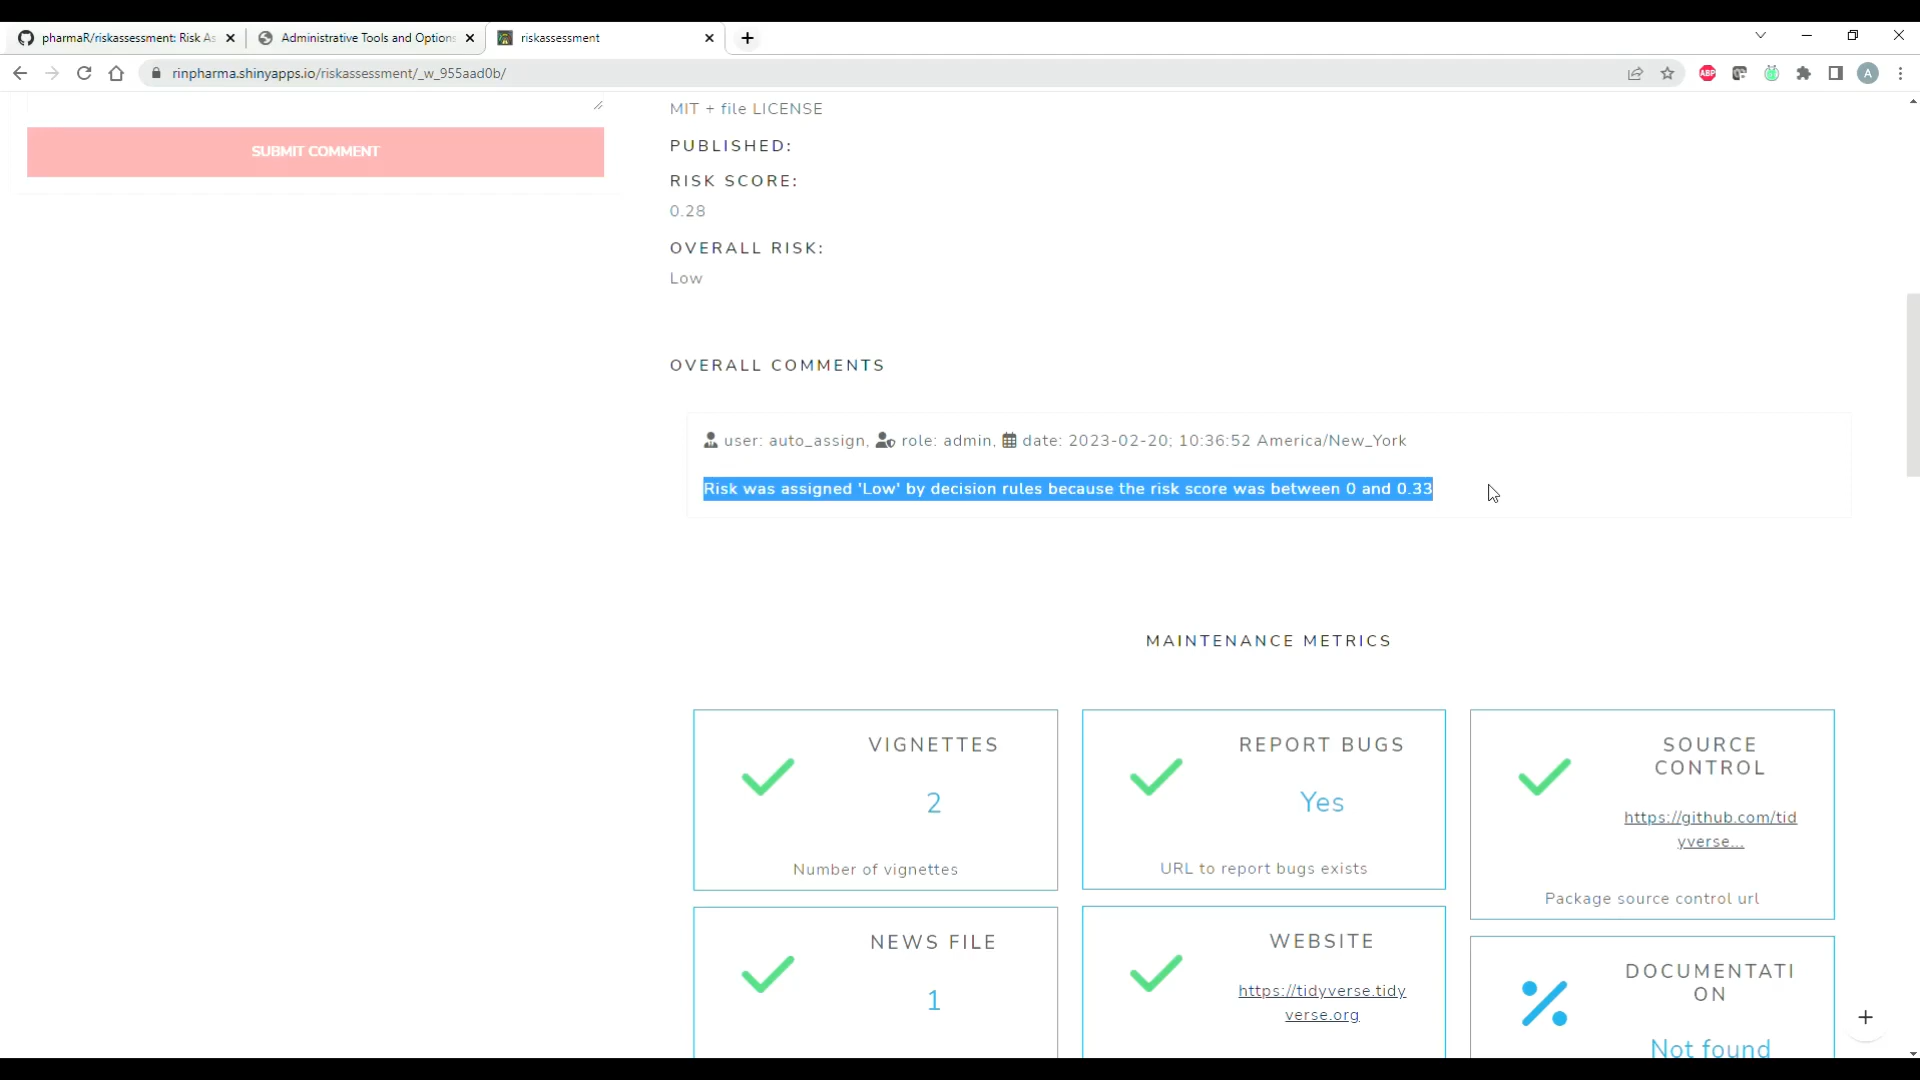 pharmaR/riskassessment: Risk As
Administrative Tools and Options
riskassessment
rinpharma.shinyapps.io/riskassessment/_w_955aad0b/
ABP
A
MIT + file LICENSE
SUBMIT COMMENT
PUBLISHED:
RISK SCORE:
0.28
OVERALL RISK:
Low
OVERALL COMMENTS
user: auto_assign, role: admin, date: 2023-02-20; 10:36:52 America/New_York
Risk was assigned 'Low' by decision rules because the risk score was between 0 and 0.33
MAINTENANCE METRICS
VIGNETTES
2
Number of vignettes
REPORT BUGS
Yes
URL to report bugs exists
SOURCE
CONTROL
https://github.com/tid
yverse...
Package source control url
NEWS FILE
1
WEBSITE
https://tidyverse.tidy
verse.org
DOCUMENTATI
ON
Not found